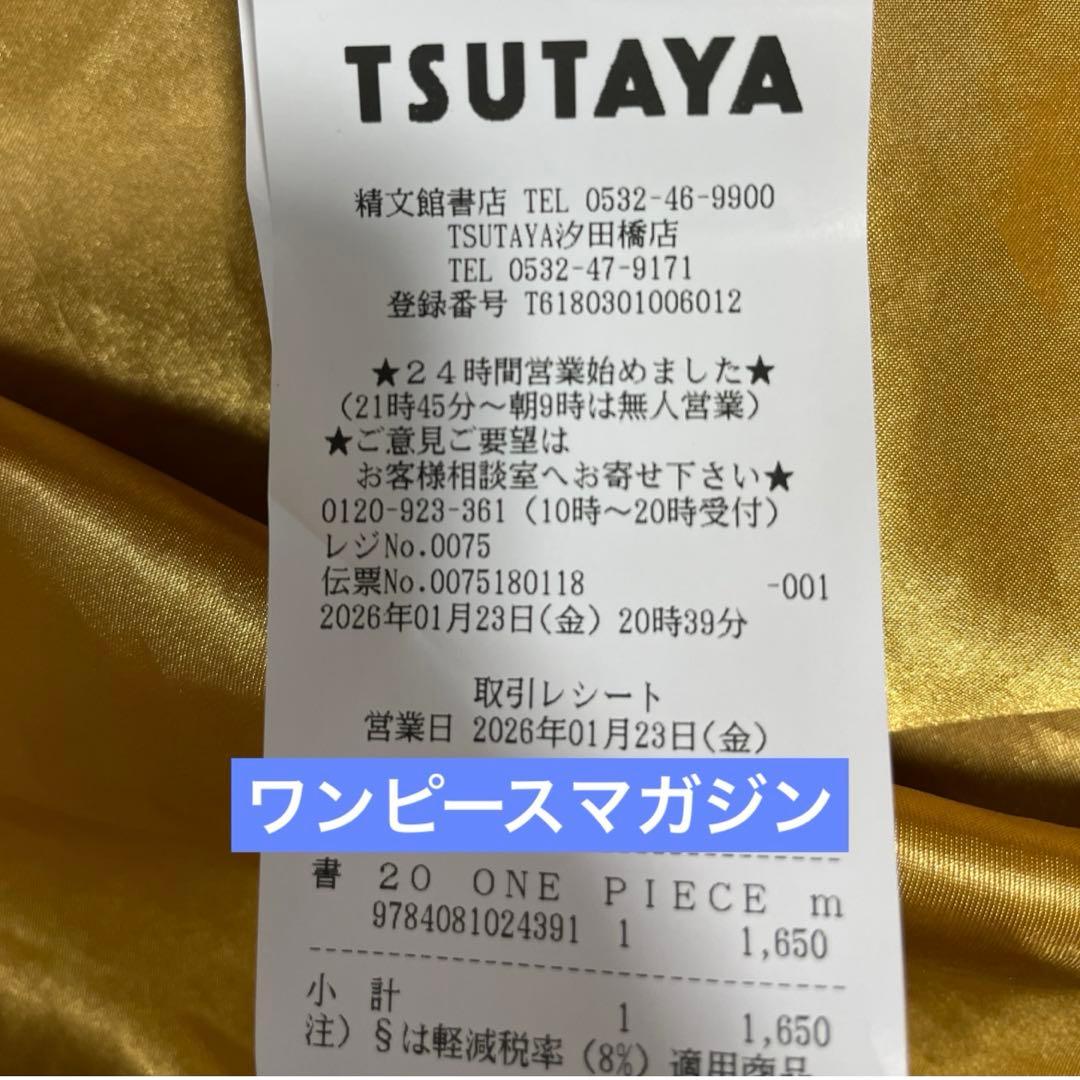 TSUTAYA
精文館書店 TEL 0532-46-9900
TSUTAYA汐田橋店
TEL 0532-47-9171
登録番号 T6180301006012
★24時間営業始めました★
（21時45分～朝9時は無人営業）
★ご意見ご要望は
お客様相談室へお寄せ下さい★
0120-923-361（10時～20時受付）
レジNo.0075
伝票No.0075180118 -001
2026年01月23日(金) 20時39分
取引レシート
営業日 2026年01月23日(金)
ワンピースマガジン
書 20 ONE PIECE m
9784081024391 1 1,650
小 計 1 1,650
注）§は軽減税率（8%）適用商品